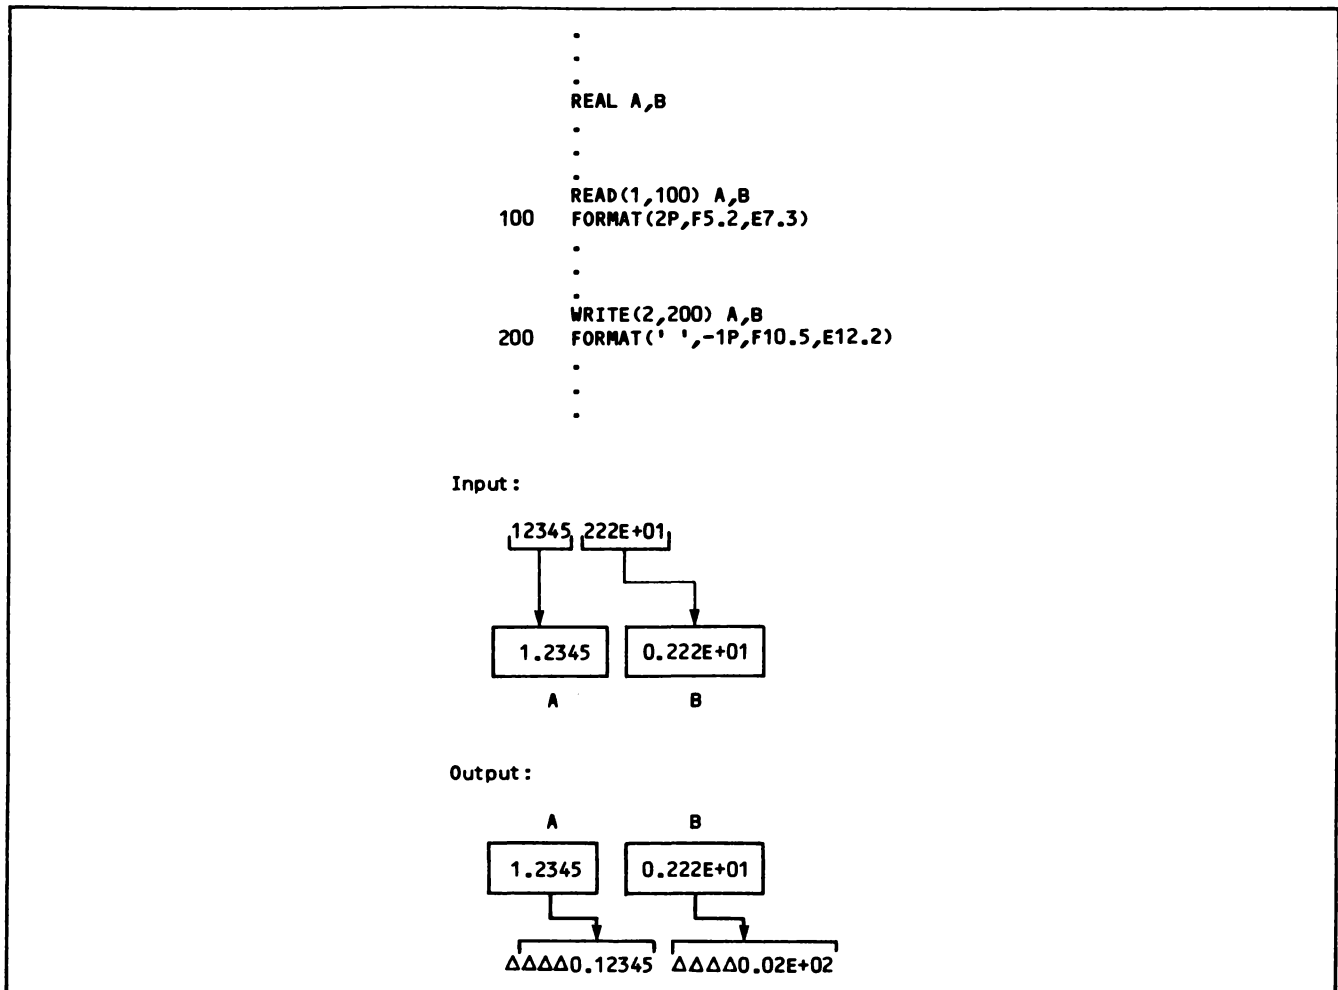 .
.
.
REAL A,B
.
.
.
READ(1,100) A,B
100 FORMAT(2P,F5.2,E7.3)
.
.
.
WRITE(2,200) A,B
200 FORMAT(' ',-1P,F10.5,E12.2)
.
.
.
Input:
12345 222E+01
1.2345 0.222E+01
A B
Output:
A B
1.2345 0.222E+01
ΔΔΔΔ0.12345 ΔΔΔΔ0.02E+02